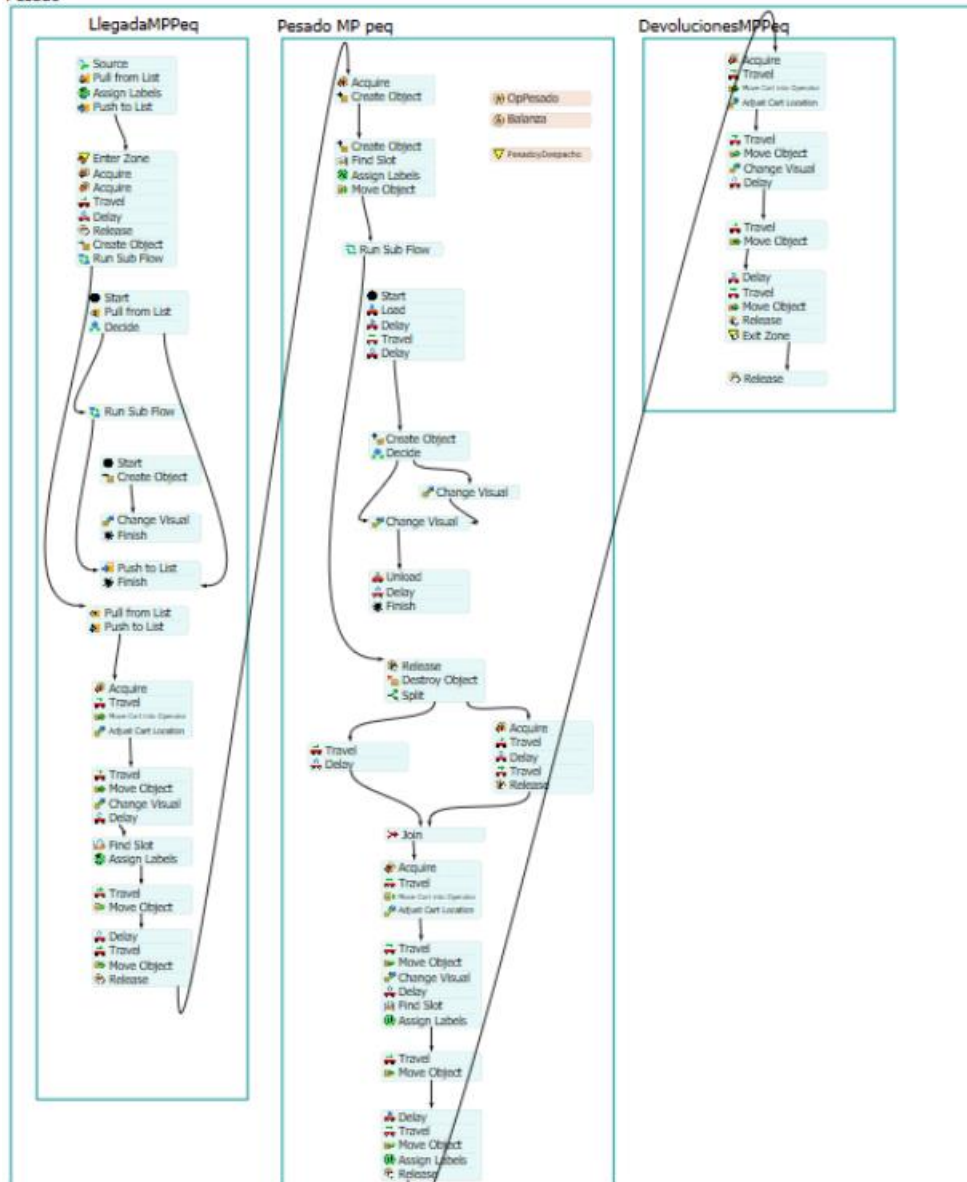 Pesado
LlegadaMPPeq
Source
Pull from List
Assign Labels
Push to List
Enter Zone
Acquire
Acquire
Travel
Delay
Release
Create Object
Run Sub Flow
Start
Pull from List
Decide
Run Sub Flow
Start
Create Object
Change Visual
Finish
Push to List
Finish
Pull from List
Push to List
Acquire
Travel
Move Cart into Operator
Adjust Cart Location
Travel
Move Object
Change Visual
Delay
Find Slot
Assign Labels
Travel
Move Object
Delay
Travel
Move Object
Release
Pesado MP peq
Acquire
Create Object
OpPesado
Balanza
PesadoyDespacho
Create Object
Find Slot
Assign Labels
Move Object
Run Sub Flow
Start
Load
Delay
Travel
Delay
Create Object
Decide
Change Visual
Change Visual
Unload
Delay
Finish
Release
Destroy Object
Split
Travel
Delay
Acquire
Travel
Delay
Travel
Release
Join
Acquire
Travel
Move Cart into Operator
Adjust Cart Location
Travel
Move Object
Change Visual
Delay
Find Slot
Assign Labels
Travel
Move Object
Delay
Travel
Move Object
Assign Labels
Release
DevolucionesMPPeq
Acquire
Travel
Move Cart into Operator
Adjust Cart Location
Travel
Move Object
Change Visual
Delay
Travel
Move Object
Delay
Travel
Move Object
Release
Exit Zone
Release